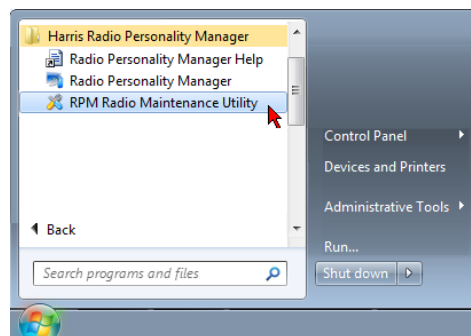 Harris Radio Personality Manager
Radio Personality Manager Help
Radio Personality Manager
RPM Radio Maintenance Utility
Back
Search programs and files
Control Panel
Devices and Printers
Administrative Tools
Run...
Shut down